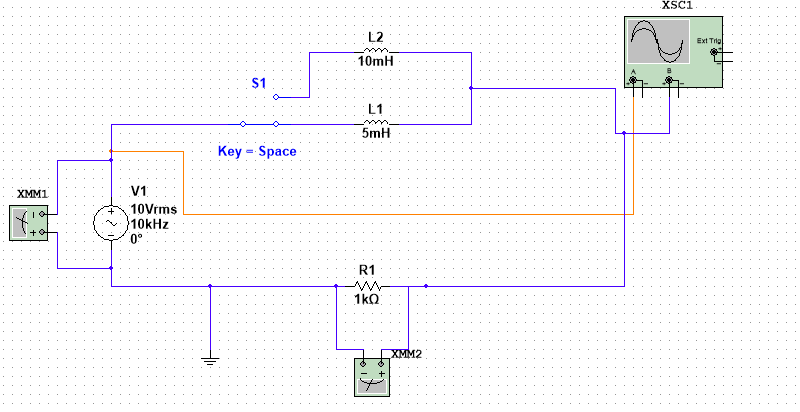 XSC1
L2
10mH
Ext Trig
+
-
A
B
+ - + -
S1
L1
5mH
Key = Space
XMM1
V1
10Vrms
10kHz
0°
R1
1kΩ
XMM2
- +